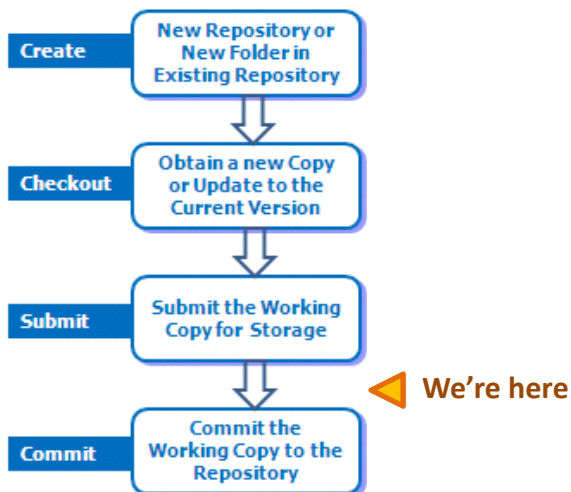 Create
New Repository or
New Folder in
Existing Repository
Checkout
Obtain a new Copy
or Update to the
Current Version
Submit
Submit the Working
Copy for Storage
We’re here
Commit
Commit the
Working Copy to the
Repository